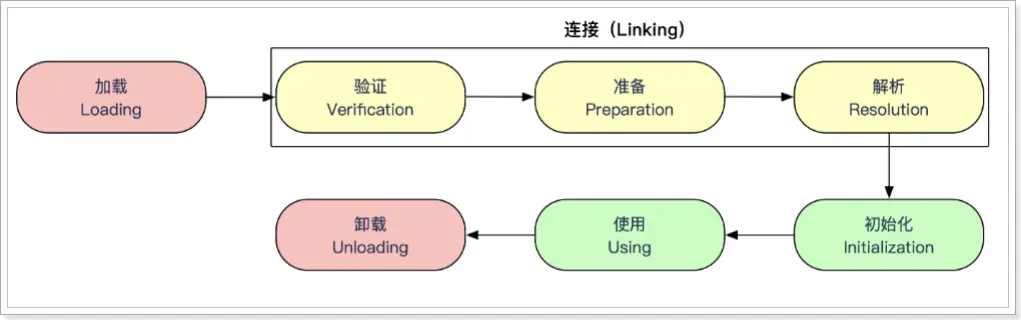 连接（Linking）
加载
Loading
验证
Verification
准备
Preparation
解析
Resolution
卸载
Unloading
使用
Using
初始化
Initialization